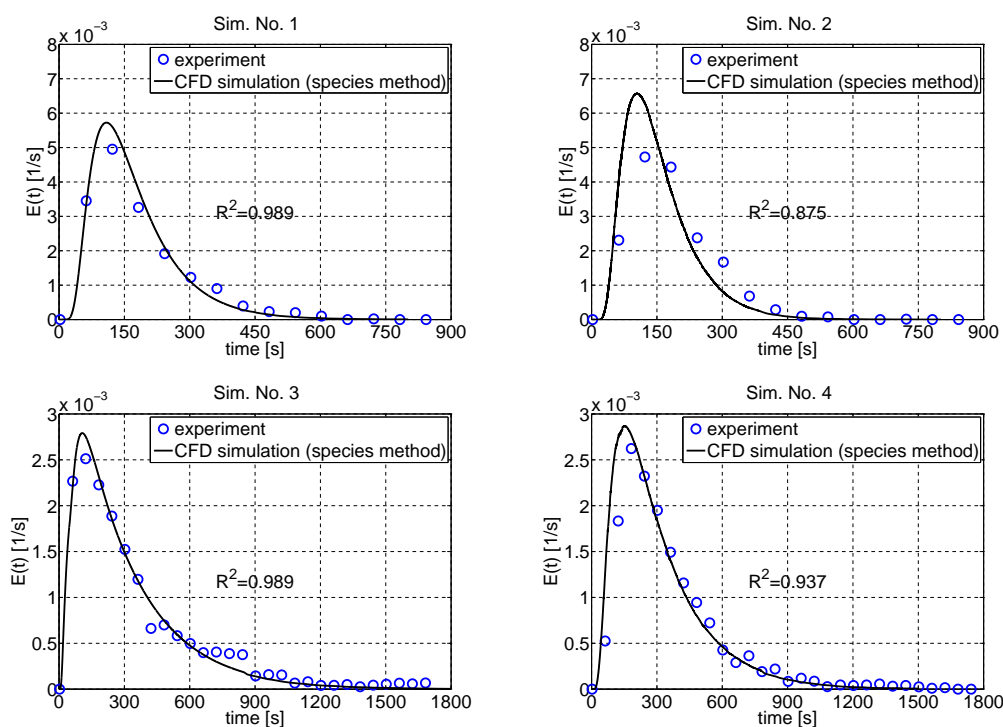 Sim. No. 1
x 10⁻³
8
7
6
5
4
3
2
1
0
E(t) [1/s]
experiment
CFD simulation (species method)
R²=0.989
0 150 300 450 600 750 900
time [s]
Sim. No. 2
x 10⁻³
8
7
6
5
4
3
2
1
0
E(t) [1/s]
experiment
CFD simulation (species method)
R²=0.875
0 150 300 450 600 750 900
time [s]
Sim. No. 3
x 10⁻³
3
2.5
2
1.5
1
0.5
0
E(t) [1/s]
experiment
CFD simulation (species method)
R²=0.989
0 300 600 900 1200 1500 1800
time [s]
Sim. No. 4
x 10⁻³
3
2.5
2
1.5
1
0.5
0
E(t) [1/s]
experiment
CFD simulation (species method)
R²=0.937
0 300 600 900 1200 1500 1800
time [s]